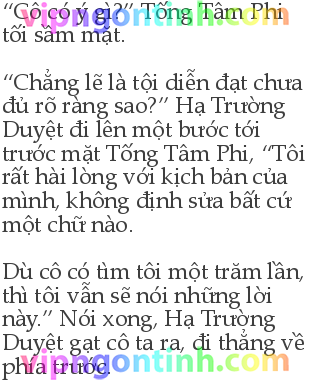 “Cô có ý gì?” Tống Tâm Phi
tối sầm mặt.
“Chẳng lẽ là tội diễn đạt chưa
đủ rõ ràng sao?” Hạ Trường
Duyệt đi lên một bước tới
trước mặt Tống Tâm Phi, “Tôi
rất hài lòng với kịch bản của
mình, không định sửa bất cứ
một chữ nào.
Dù cô có tìm tôi một trăm lần,
thì tôi vẫn sẽ nói những lời
này.” Nói xong, Hạ Trường
Duyệt gạt cô ta ra, đi thẳng về
phía trước.
vipngontinh.com
vipngontinh.com